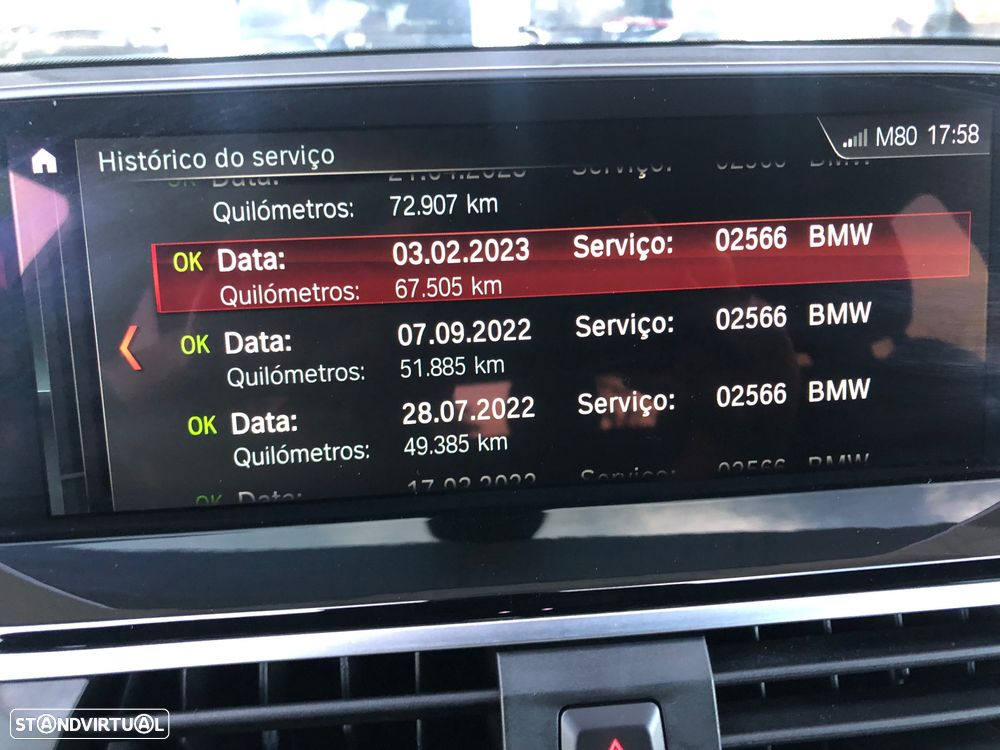 Histórico do serviço M80 17:58
Quilómetros: 72.907 km
OK Data: 03.02.2023 Serviço: 02566 BMW
Quilómetros: 67.505 km
OK Data: 07.09.2022 Serviço: 02566 BMW
Quilómetros: 51.885 km
OK Data: 28.07.2022 Serviço: 02566 BMW
Quilómetros: 49.385 km
OK Data:
STANDVIRTUAL